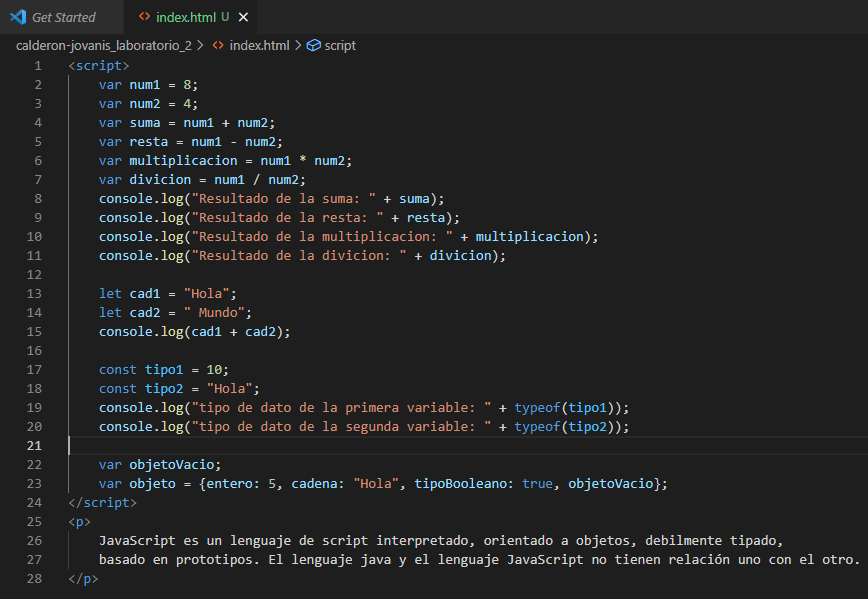 Get Started
index.html U
calderon-jovanis_laboratorio_2 > index.html > script
1 <script>
2 var num1 = 8;
3 var num2 = 4;
4 var suma = num1 + num2;
5 var resta = num1 - num2;
6 var multiplicacion = num1 * num2;
7 var divicion = num1 / num2;
8 console.log("Resultado de la suma: " + suma);
9 console.log("Resultado de la resta: " + resta);
10 console.log("Resultado de la multiplicacion: " + multiplicacion);
11 console.log("Resultado de la divicion: " + divicion);
12
13 let cad1 = "Hola";
14 let cad2 = " Mundo";
15 console.log(cad1 + cad2);
16
17 const tipo1 = 10;
18 const tipo2 = "Hola";
19 console.log("tipo de dato de la primera variable: " + typeof(tipo1));
20 console.log("tipo de dato de la segunda variable: " + typeof(tipo2));
21
22 var objetoVacio;
23 var objeto = {entero: 5, cadena: "Hola", tipoBooleano: true, objetoVacio};
24 </script>
25 <p>
26 JavaScript es un lenguaje de script interpretado, orientado a objetos, debilmente tipado,
27 basado en prototipos. El lenguaje java y el lenguaje JavaScript no tienen relación uno con el otro.
28 </p>